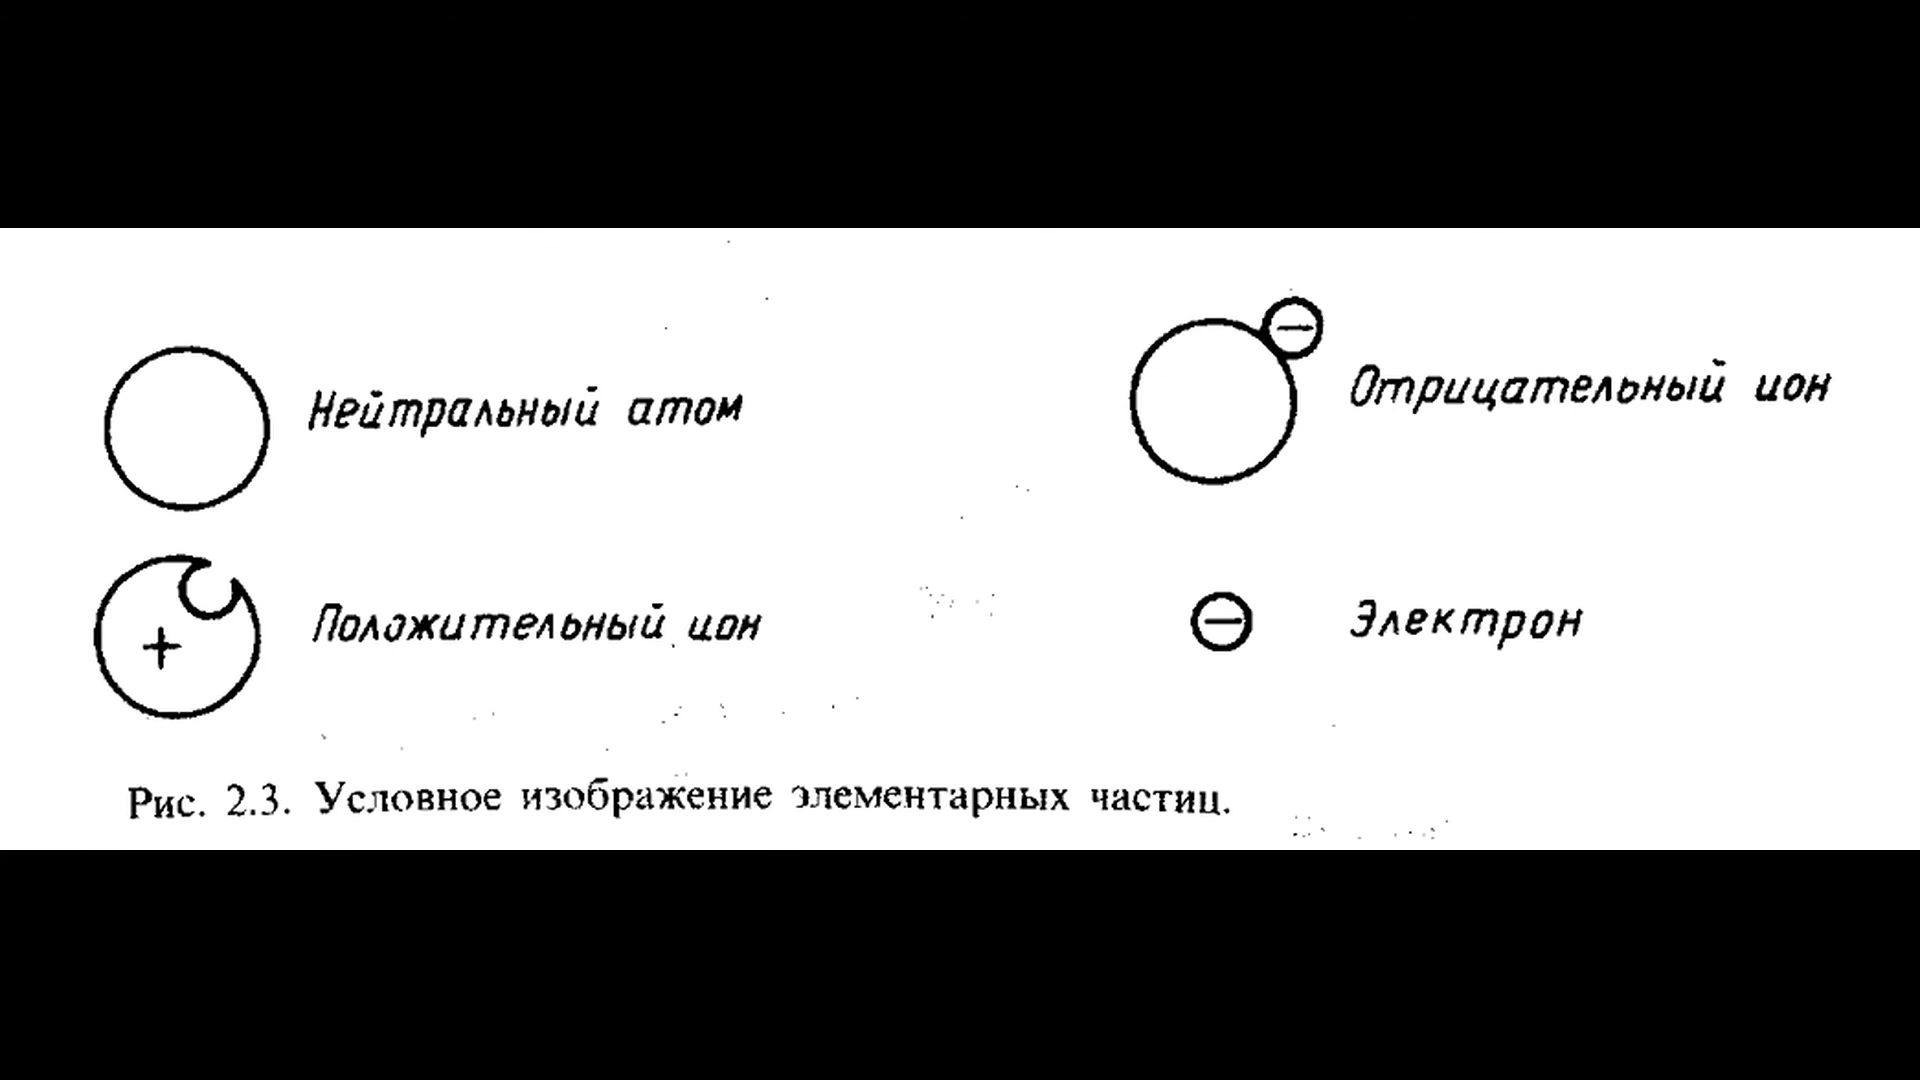 Нейтральный атом
Отрицательный ион
Положительный ион
Электрон
Рис. 2.3. Условное изображение элементарных частиц.